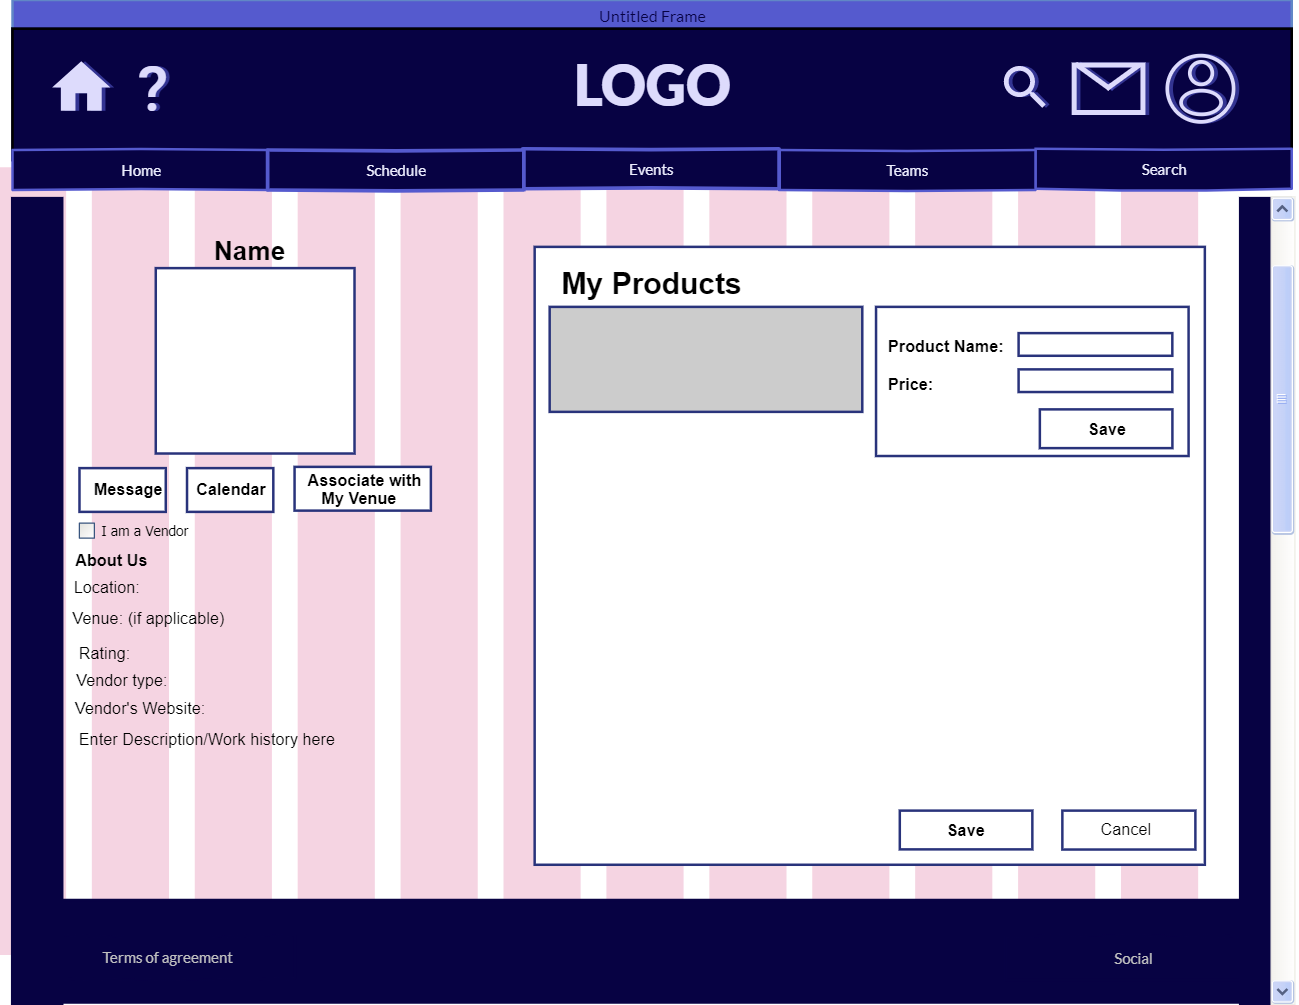 Untitled Frame
?
LOGO
Home
Schedule
Events
Teams
Search
Name
My Products
Product Name:
Price:
Save
Message
Calendar
Associate with
My Venue
I am a Vendor
About Us
Location:
Venue: (if applicable)
Rating:
Vendor type:
Vendor's Website:
Enter Description/Work history here
Save
Cancel
Terms of agreement
Social